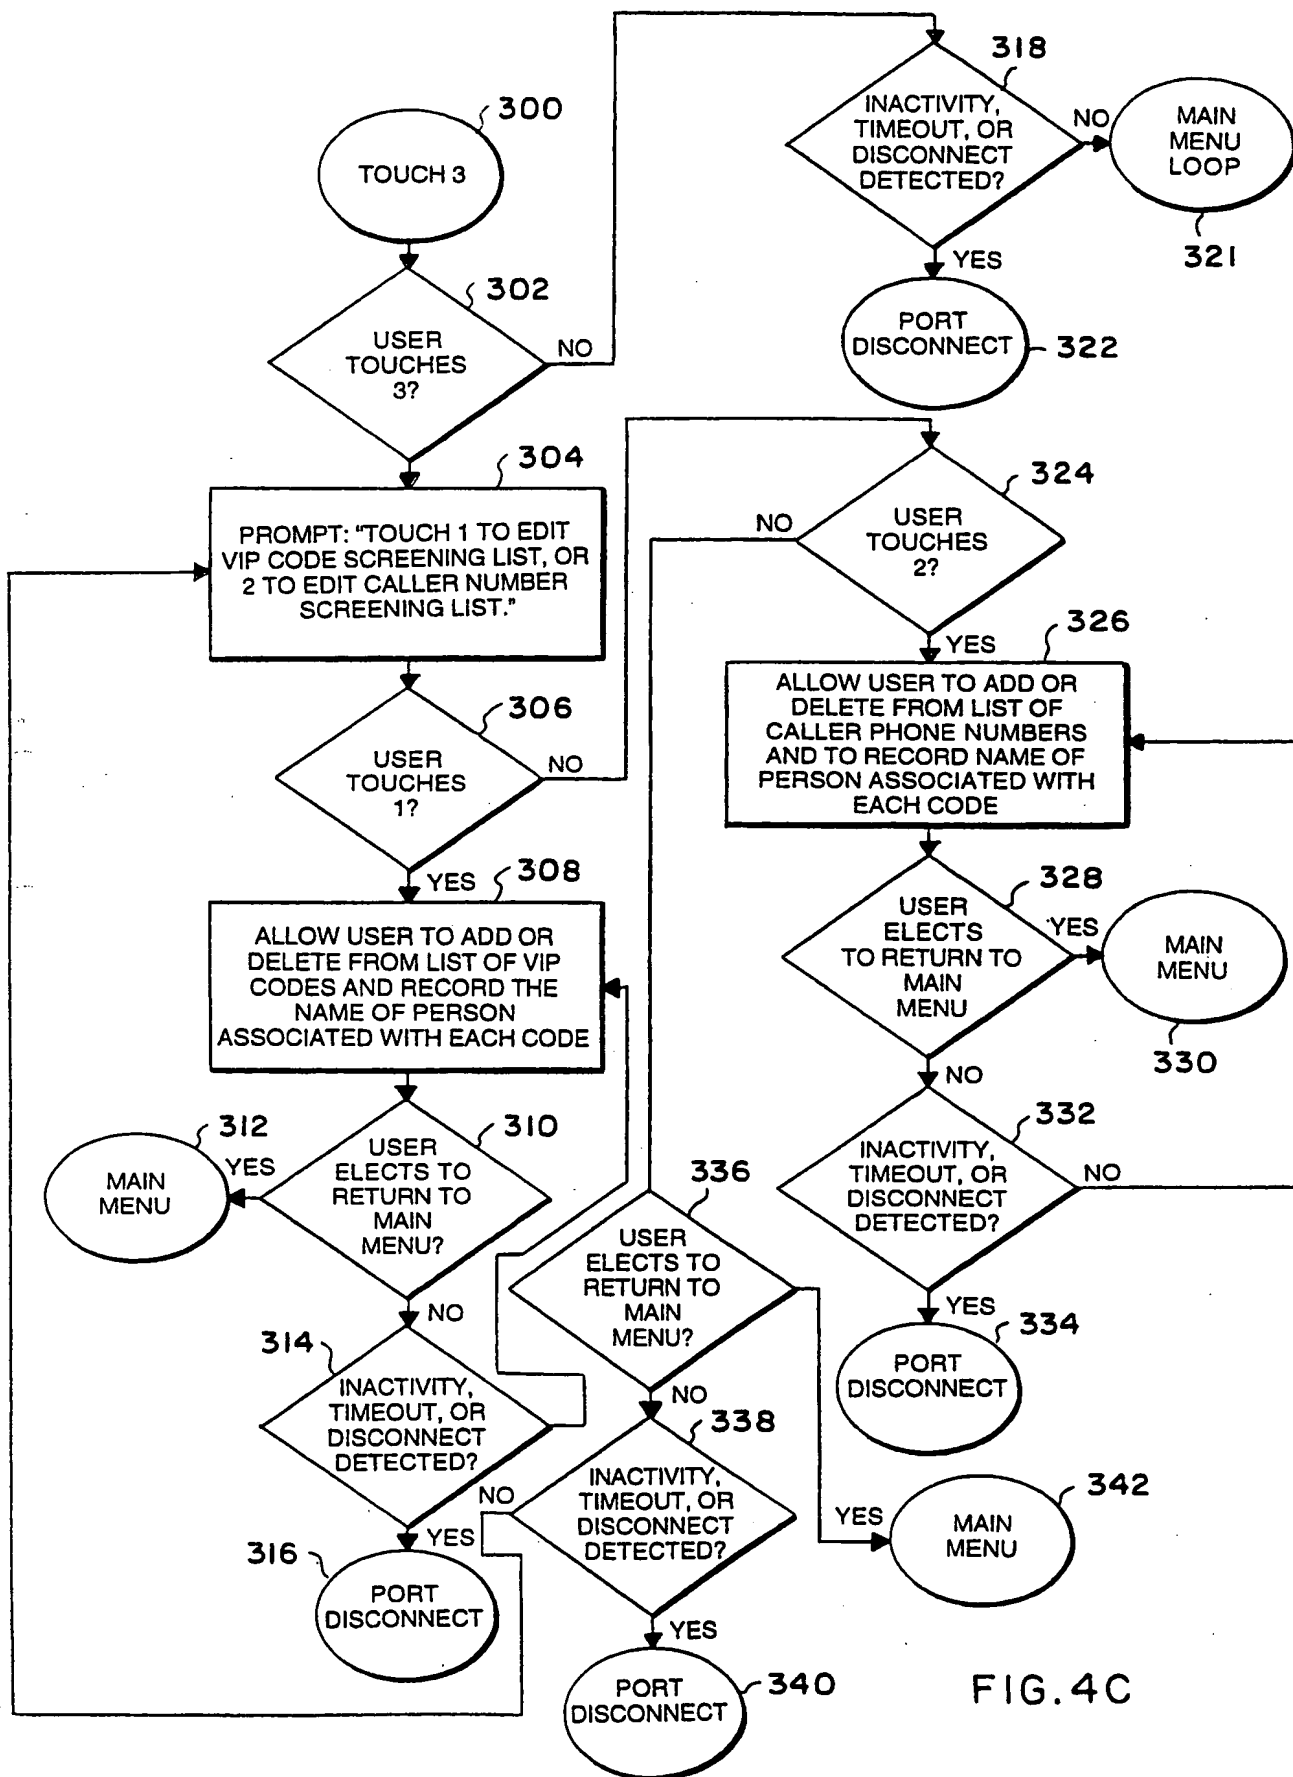 300
TOUCH 3
302
USER
TOUCHES
3?
NO
304
PROMPT: "TOUCH 1 TO EDIT
VIP CODE SCREENING LIST, OR
2 TO EDIT CALLER NUMBER
SCREENING LIST."
306
USER
TOUCHES
1?
NO
YES
308
ALLOW USER TO ADD OR
DELETE FROM LIST OF VIP
CODES AND RECORD THE
NAME OF PERSON
ASSOCIATED WITH EACH CODE
310
USER
ELECTS TO
RETURN TO
MAIN
MENU?
YES
312
MAIN
MENU
NO
314
INACTIVITY,
TIMEOUT, OR
DISCONNECT
DETECTED?
YES
316
PORT
DISCONNECT
318
INACTIVITY,
TIMEOUT, OR
DISCONNECT
DETECTED?
NO
MAIN
MENU
LOOP
321
YES
PORT
DISCONNECT
322
324
USER
TOUCHES
2?
NO
YES
326
ALLOW USER TO ADD OR
DELETE FROM LIST OF
CALLER PHONE NUMBERS
AND TO RECORD NAME OF
PERSON ASSOCIATED WITH
EACH CODE
328
USER
ELECTS
TO RETURN TO
MAIN
MENU
YES
MAIN
MENU
330
NO
332
INACTIVITY,
TIMEOUT, OR
DISCONNECT
DETECTED?
NO
YES
334
PORT
DISCONNECT
336
USER
ELECTS TO
RETURN TO
MAIN
MENU?
NO
338
INACTIVITY,
TIMEOUT, OR
DISCONNECT
DETECTED?
NO
YES
340
PORT
DISCONNECT
YES
342
MAIN
MENU
FIG.4C